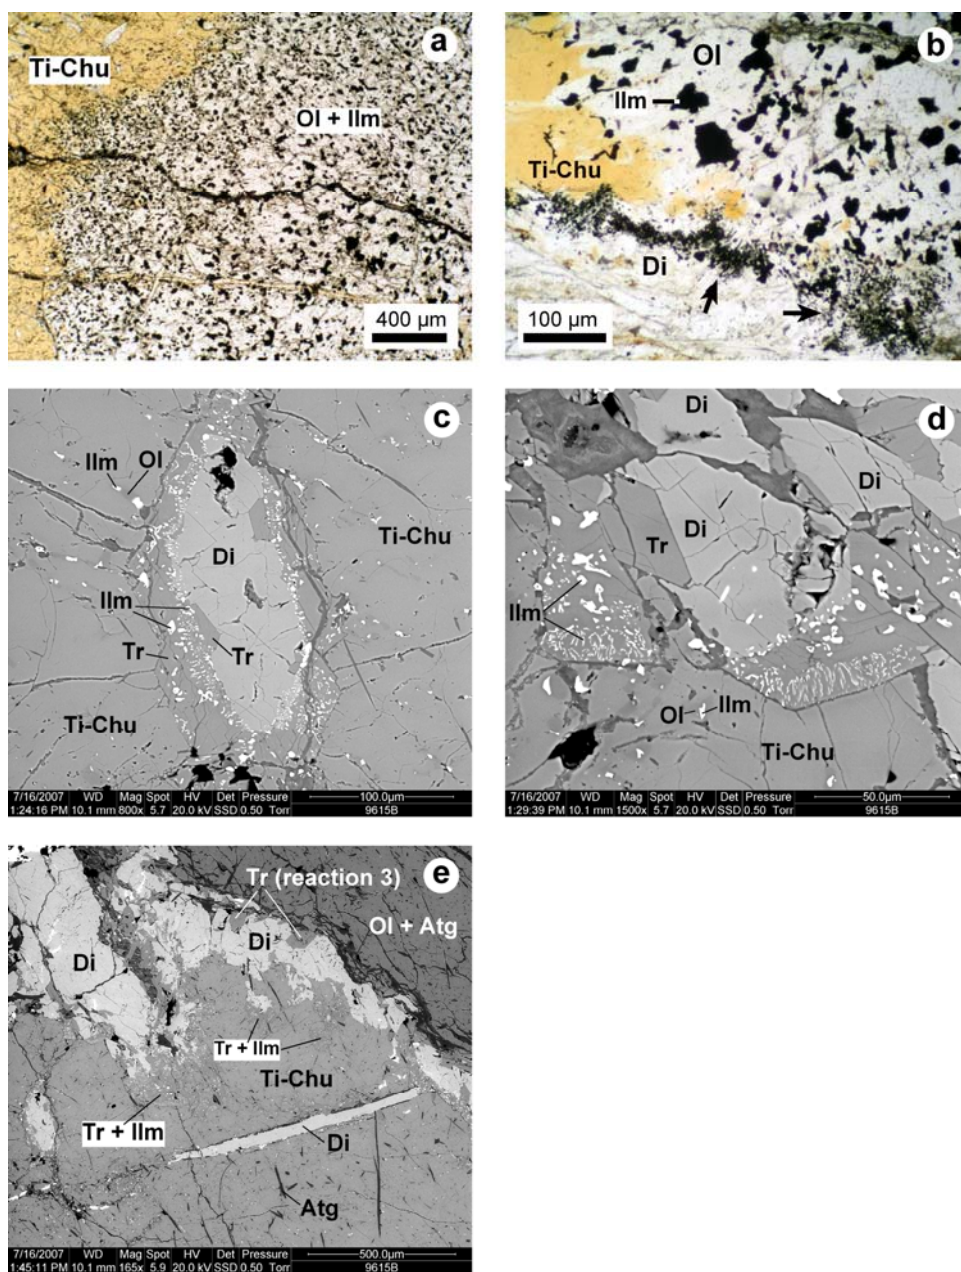 a
Ti-Chu
Ol + Ilm
400 µm
b
Ol
Ilm
Ti-Chu
Di
100 µm
c
Ilm
Ol
Di
Ti-Chu
Ilm
Tr
Tr
Ti-Chu
7/16/2007 WD Mag Spot HV Det Pressure 100.0µm
1:24:16 PM 10.1 mm 800x 5.7 20.0 kV SSD 0.50 Torr 9615B
d
Di
Di
Di
Tr
Ilm
Ol
Ilm
Ti-Chu
7/16/2007 WD Mag Spot HV Det Pressure 50.0µm
1:29:39 PM 10.1 mm 1500x 5.7 20.0 kV SSD 0.50 Torr 9615B
e
Tr (reaction 3)
Ol + Atg
Di
Di
Tr + Ilm
Ti-Chu
Tr + Ilm
Di
Atg
7/16/2007 WD Mag Spot HV Det Pressure 500.0µm
1:45:11 PM 10.1 mm 165x 5.9 20.0 kV SSD 0.50 Torr 9615B